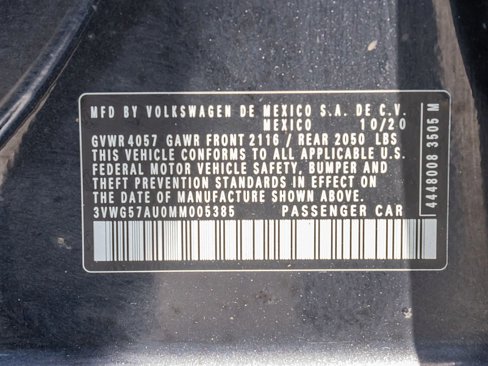 MFD BY VOLKSWAGEN DE MEXICO S.A. DE C.V.
MEXICO 10/20
GVWR 4057 GAWR FRONT 2116 / REAR 2050 LBS
THIS VEHICLE CONFORMS TO ALL APPLICABLE U.S.
FEDERAL MOTOR VEHICLE SAFETY, BUMPER AND
THEFT PREVENTION STANDARDS IN EFFECT ON
THE DATE OF MANUFACTURE SHOWN ABOVE.
3VWG57AU0MM005385 PASSENGER CAR
4448008 3505 M